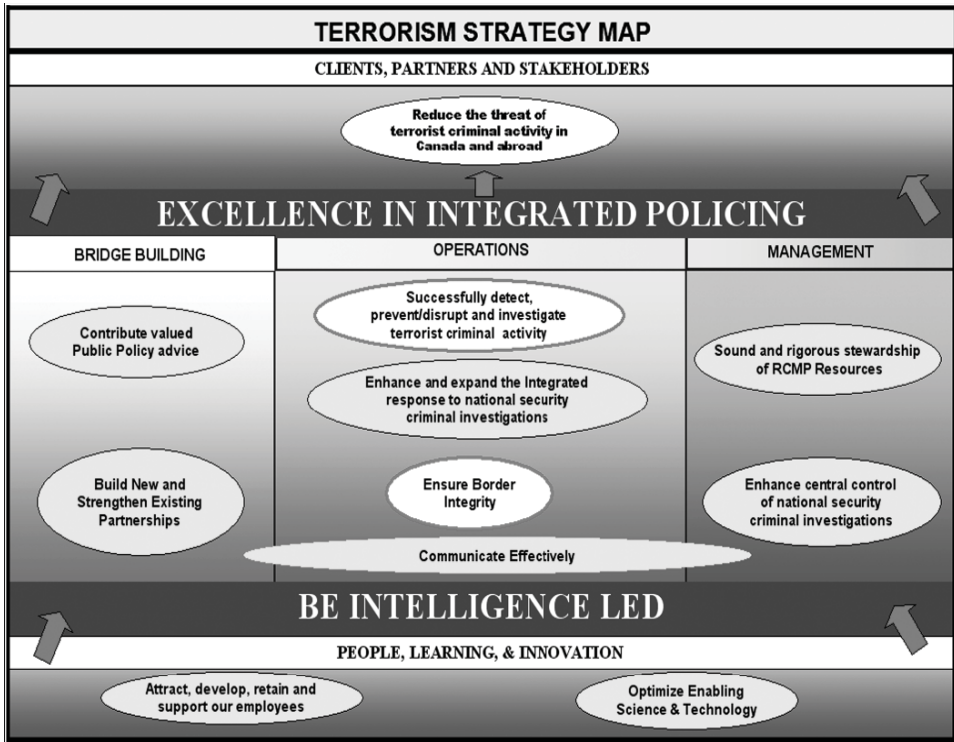 TERRORISM STRATEGY MAP
CLIENTS, PARTNERS AND STAKEHOLDERS
Reduce the threat of
terrorist criminal activity in
Canada and abroad
EXCELLENCE IN INTEGRATED POLICING
BRIDGE BUILDING
Contribute valued
Public Policy advice
Build New and
Strengthen Existing
Partnerships
OPERATIONS
Successfully detect,
prevent/disrupt and investigate
terrorist criminal activity
Enhance and expand the Integrated
response to national security
criminal investigations
Ensure Border
Integrity
Communicate Effectively
MANAGEMENT
Sound and rigorous stewardship
of RCMP Resources
Enhance central control
of national security
criminal investigations
BE INTELLIGENCE LED
PEOPLE, LEARNING, & INNOVATION
Attract, develop, retain and
support our employees
Optimize Enabling
Science & Technology